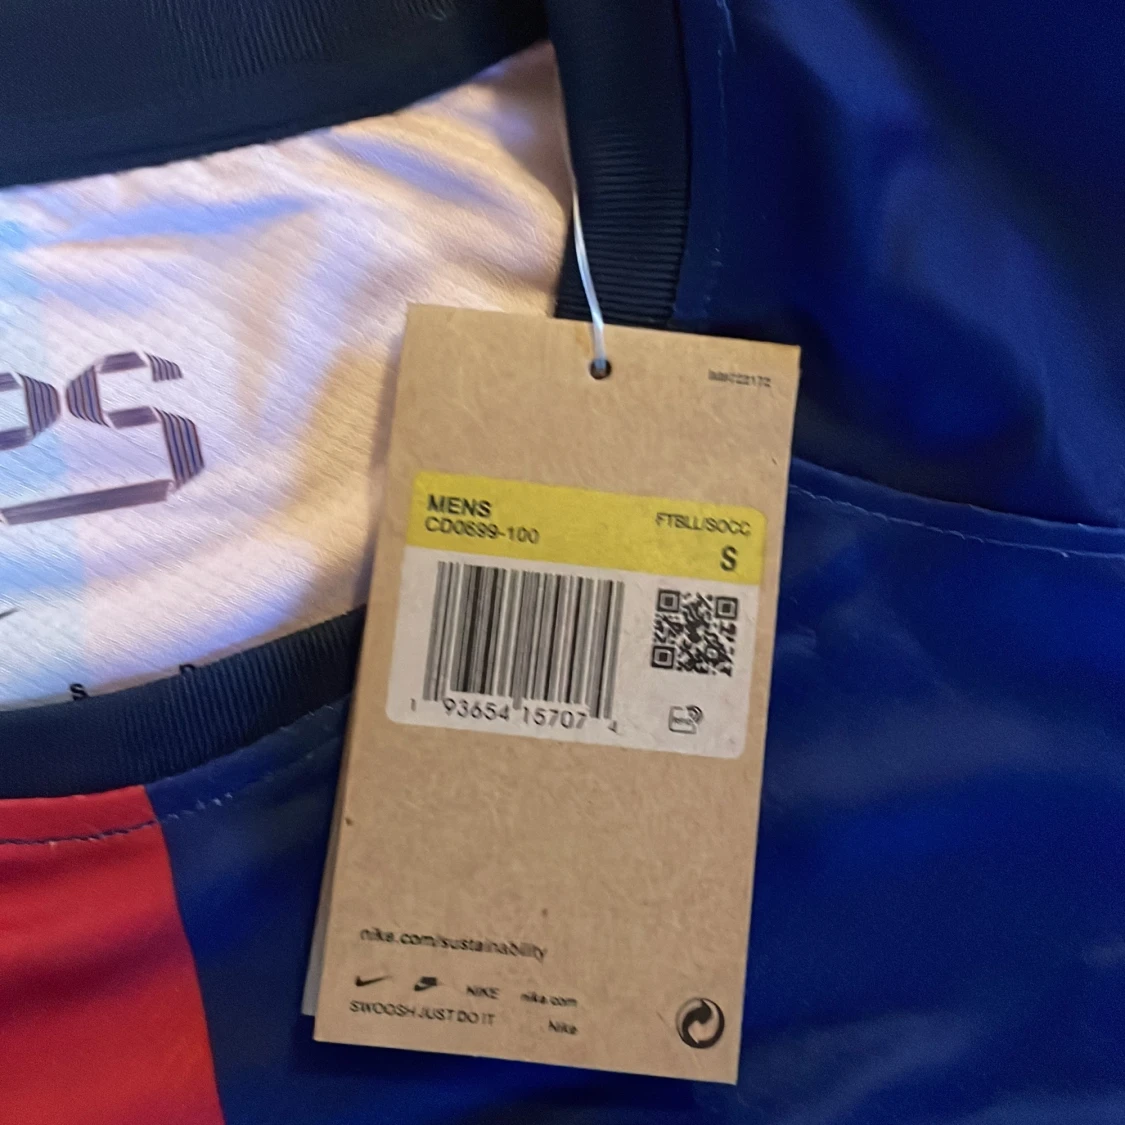 MENS
CD0699-100
FTBLL/SOCC
S
1 93654 15707 4
nike.com/sustainability
NIKE nike.com
SWOOSH JUST DO IT Nike
S